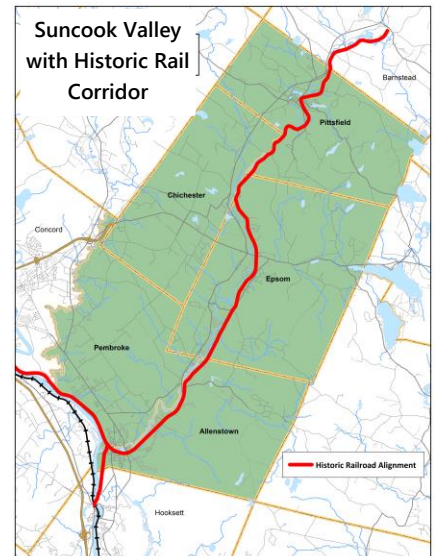 Suncook Valley
with Historic Rail
Corridor
Barnstead
Pittsfield
Chichester
Concord
Epsom
Pembroke
Allenstown
Historic Railroad Alignment
Hooksett